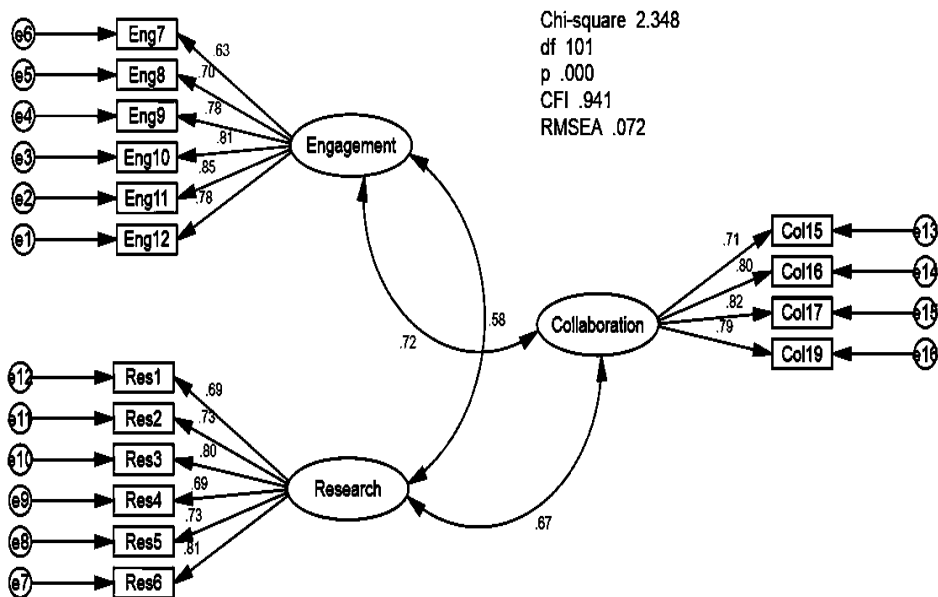 Chi-square 2.348
df 101
p .000
CFI .941
RMSEA .072
e6 Eng7 .63
e5 Eng8 .70
e4 Eng9 .78
e3 Eng10 .81
e2 Eng11 .85
e1 Eng12 .78
Engagement
.72
.58
Collaboration
.71 Col15 e13
.80 Col16 e14
.82 Col17 e15
.79 Col19 e16
e12 Res1 .69
e11 Res2 .73
e10 Res3 .80
e9 Res4 .69
e8 Res5 .73
e7 Res6 .81
Research
.67